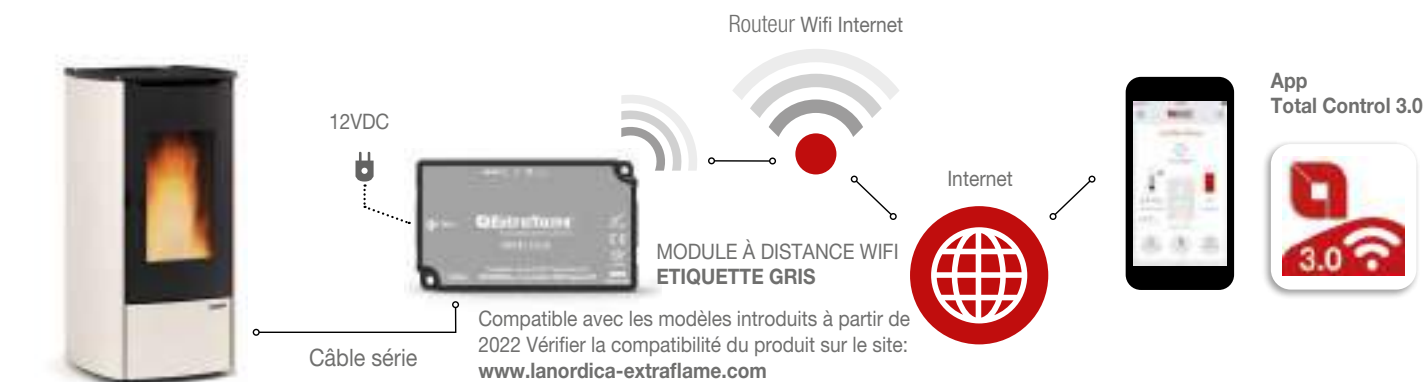 Routeur Wifi Internet
12VDC
Extraflame
MODULE À DISTANCE WIFI
ETIQUETTE GRIS
Compatible avec les modèles introduits à partir de
2022 Vérifier la compatibilité du produit sur le site:
www.lanordica-extraflame.com
Câble série
Internet
App
Total Control 3.0
3.0